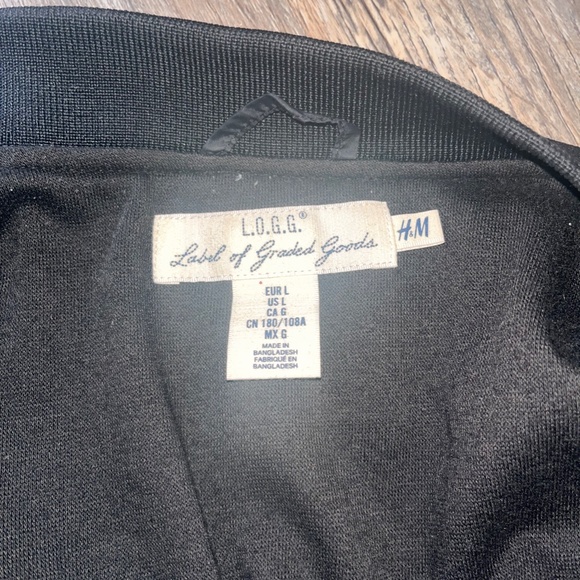 L.O.G.G.®
Label of Graded Goods
H&M
EUR L
US L
CA G
CN 180/108A
MX G
MADE IN
BANGLADESH
FABRIQUÉ EN
BANGLADESH